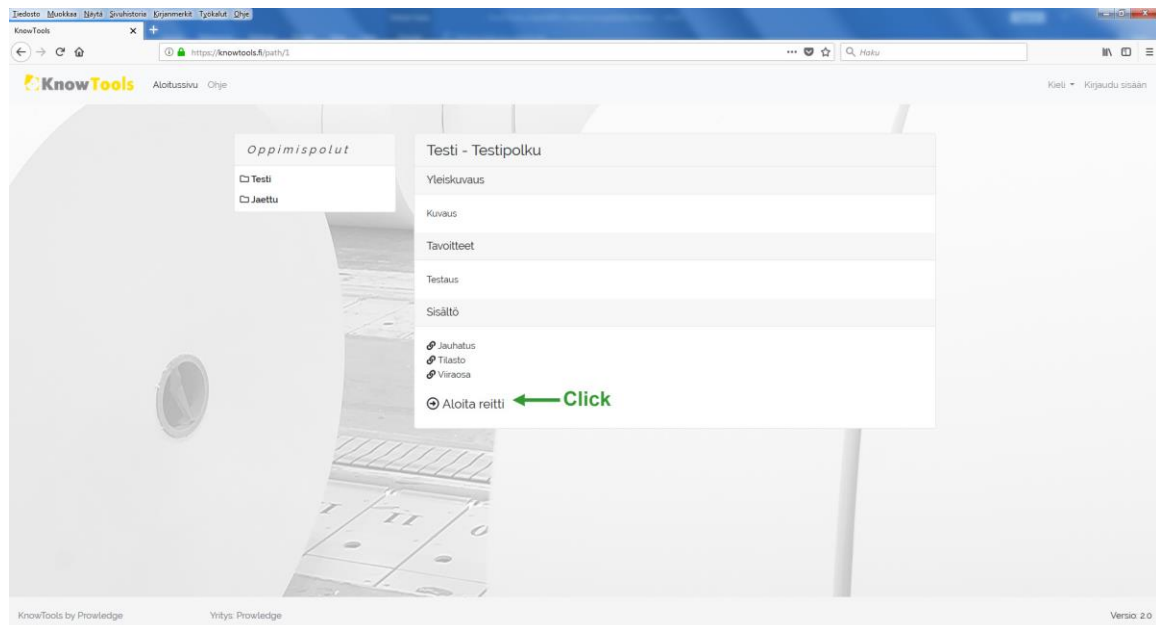 Tiedosto Muokkaa Näytä Sivuhistoria Kirjanmerkit Työkalut Ohje
KnowTools
https://knowtools.fi/path/1
Haku
KnowTools Aloitussivu Ohje Kieli Kirjaudu sisään
Oppimispolut
Testi
Jaettu
Testi - Testipolku
Yleiskuvaus
Kuvaus
Tavoitteet
Testaus
Sisältö
Jauhatus
Tilasto
Viiraosa
Aloita reitti Click
I II 0
KnowTools by Prowledge Yritys: Prowledge Versio: 2.0